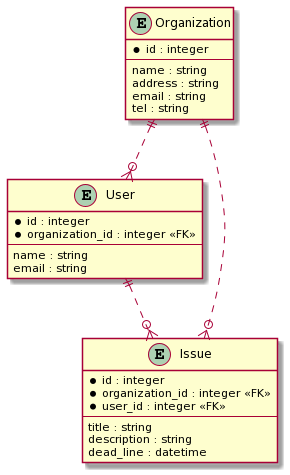 E Organization
id : integer
name : string
address : string
email : string
tel : string
E User
id : integer
organization_id : integer «FK»
name : string
email : string
E Issue
id : integer
organization_id : integer «FK»
user_id : integer «FK»
title : string
description : string
dead_line : datetime